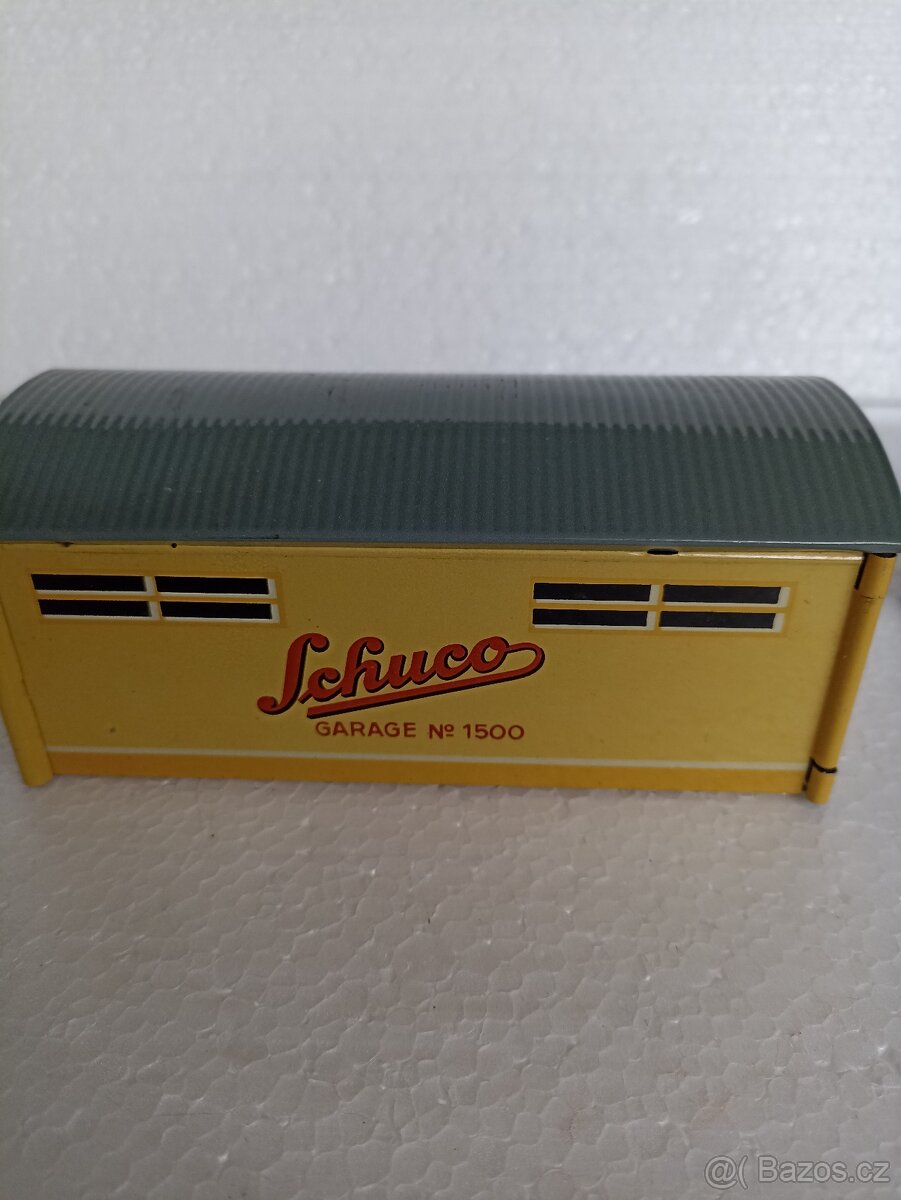 Schuco
GARAGE Nº 1500
@( Bazos.cz